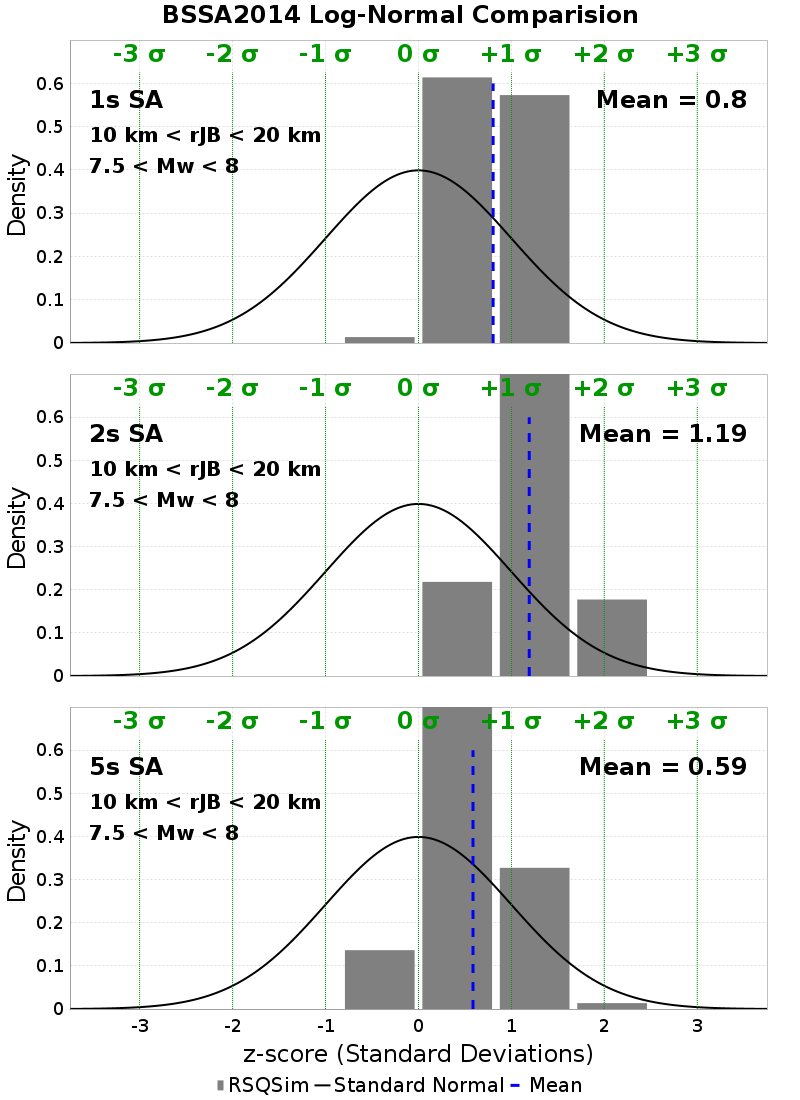 BSSA2014 Log-Normal Comparision
-3 σ -2 σ -1 σ 0 σ +1 σ +2 σ +3 σ
1s SA
Mean = 0.8
10 km < rJB < 20 km
7.5 < Mw < 8
Density
0.6
0.5
0.4
0.3
0.2
0.1
0
-3 σ -2 σ -1 σ 0 σ +1 σ +2 σ +3 σ
2s SA
Mean = 1.19
10 km < rJB < 20 km
7.5 < Mw < 8
Density
0.6
0.5
0.4
0.3
0.2
0.1
0
-3 σ -2 σ -1 σ 0 σ +1 σ +2 σ +3 σ
5s SA
Mean = 0.59
10 km < rJB < 20 km
7.5 < Mw < 8
Density
0.6
0.5
0.4
0.3
0.2
0.1
0
-3 -2 -1 0 1 2 3
z-score (Standard Deviations)
RSQSim Standard Normal Mean